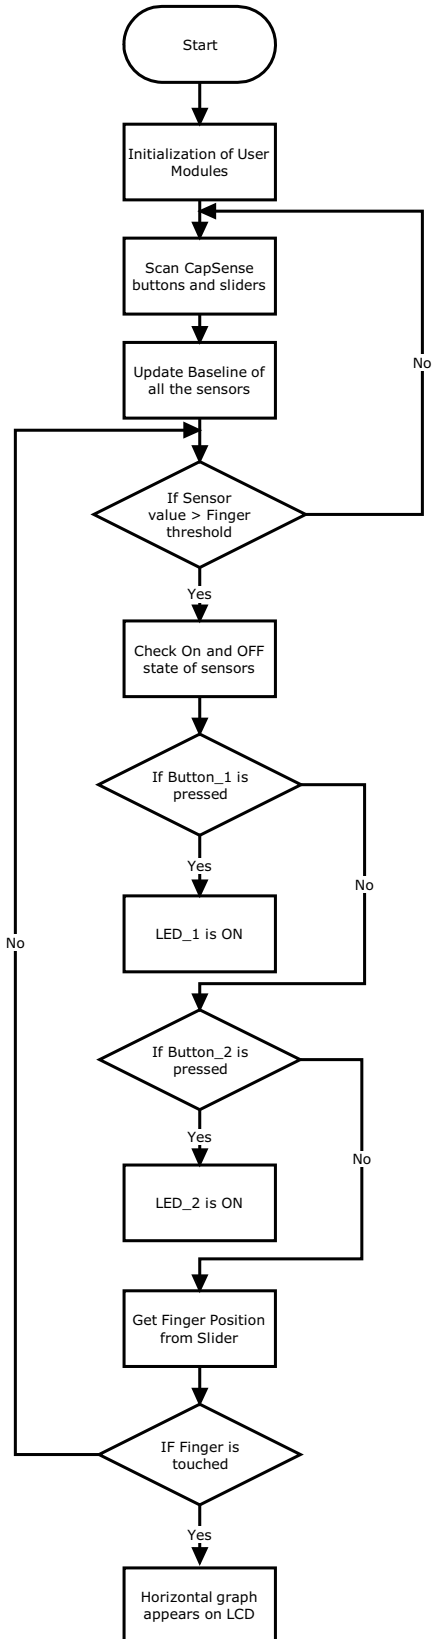 Start
Initialization of User
Modules
Scan CapSense
buttons and sliders
No
Update Baseline of
all the sensors
If Sensor
value > Finger
threshold
Yes
Check On and OFF
state of sensors
If Button_1 is
pressed
Yes
No
LED_1 is ON
No
If Button_2 is
pressed
Yes
No
LED_2 is ON
Get Finger Position
from Slider
IF Finger is
touched
Yes
Horizontal graph
appears on LCD